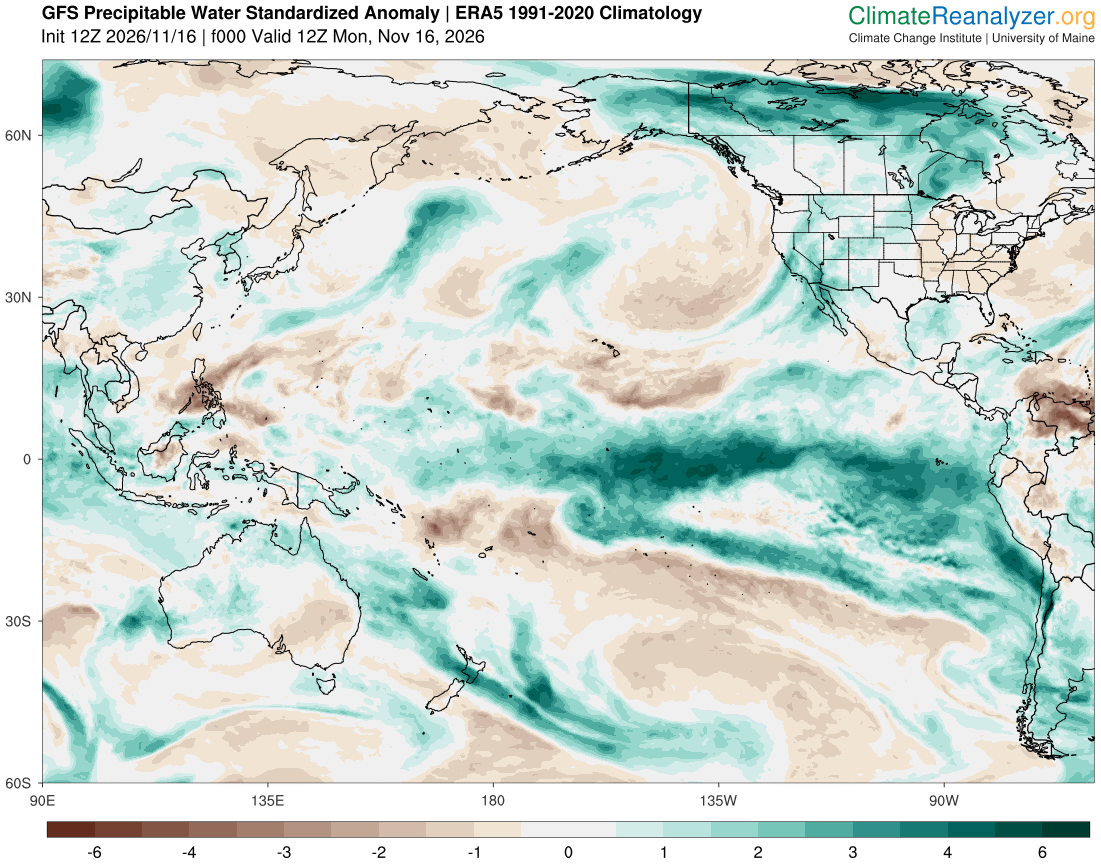 GFS Precipitable Water Standardized Anomaly | ERA5 1991-2020 Climatology
Init 12Z 2026/11/16 | f000 Valid 12Z Mon, Nov 16, 2026
ClimateReanalyzer.org
Climate Change Institute | University of Maine
60N
30N
0
30S
60S
90E 135E 180 135W 90W
-6 -4 -3 -2 -1 0 1 2 3 4 6